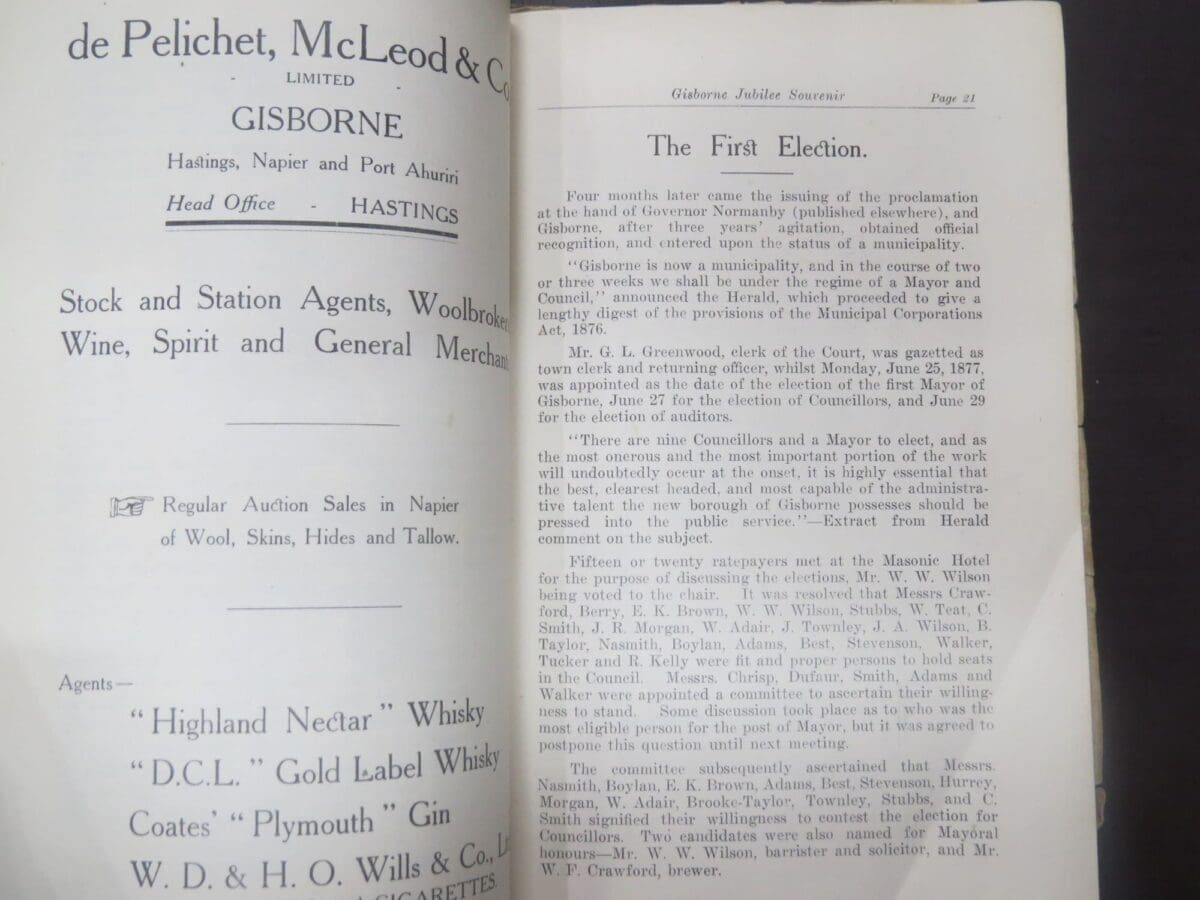 de Pelichet, McLeod & Co
LIMITED
GISBORNE
Hastings, Napier and Port Ahuriri
Head Office - HASTINGS
Stock and Station Agents, Woolbroker
Wine, Spirit and General Merchant
Regular Auction Sales in Napier
of Wool, Skins, Hides and Tallow.
Agents—
"Highland Nectar" Whisky
"D.C.L." Gold Label Whisky
Coates' "Plymouth" Gin
W. D. & H. O. Wills & Co.,
CIGARETTES.
Gisborne Jubilee Souvenir Page 21
The First Election.
Four months later came the issuing of the proclamation
at the hand of Governor Normanby (published elsewhere), and
Gisborne, after three years' agitation, obtained official
recognition, and entered upon the status of a municipality.
"Gisborne is now a municipality, and in the course of two
or three weeks we shall be under the regime of a Mayor and
Council," announced the Herald, which proceeded to give a
lengthy digest of the provisions of the Municipal Corporations
Act, 1876.
Mr. G. L. Greenwood, clerk of the Court, was gazetted as
town clerk and returning officer, whilst Monday, June 25, 1877,
was appointed as the date of the election of the first Mayor of
Gisborne, June 27 for the election of Councillors, and June 29
for the election of auditors.
"There are nine Councillors and a Mayor to elect, and as
the most onerous and the most important portion of the work
will undoubtedly occur at the onset, it is highly essential that
the best, clearest headed, and most capable of the administra-
tive talent the new borough of Gisborne possesses should be
pressed into the public service."—Extract from Herald
comment on the subject.
Fifteen or twenty ratepayers met at the Masonic Hotel
for the purpose of discussing the elections, Mr. W. W. Wilson
being voted to the chair. It was resolved that Messrs Craw-
ford, Berry, E. K. Brown, W. W. Wilson, Stubbs, W. Teat, C.
Smith, J. R. Morgan, W. Adair, J. Townley, J. A. Wilson, B.
Taylor, Nasmith, Boylan, Adams, Best, Stevenson, Walker,
Tucker and R. Kelly were fit and proper persons to hold seats
in the Council. Messrs. Chrisp, Dufaur, Smith, Adams and
Walker were appointed a committee to ascertain their willing-
ness to stand. Some discussion took place as to who was the
most eligible person for the post of Mayor, but it was agreed to
postpone this question until next meeting.
The committee subsequently ascertained that Messrs.
Nasmith, Boylan, E. K. Brown, Adams, Best, Stevenson, Hurrey,
Morgan, W. Adair, Brooke-Taylor, Townley, Stubbs, and C.
Smith signified their willingness to contest the election for
Councillors. Two candidates were also named for Mayoral
honours—Mr. W. W. Wilson, barrister and solicitor, and Mr.
W. F. Crawford, brewer.